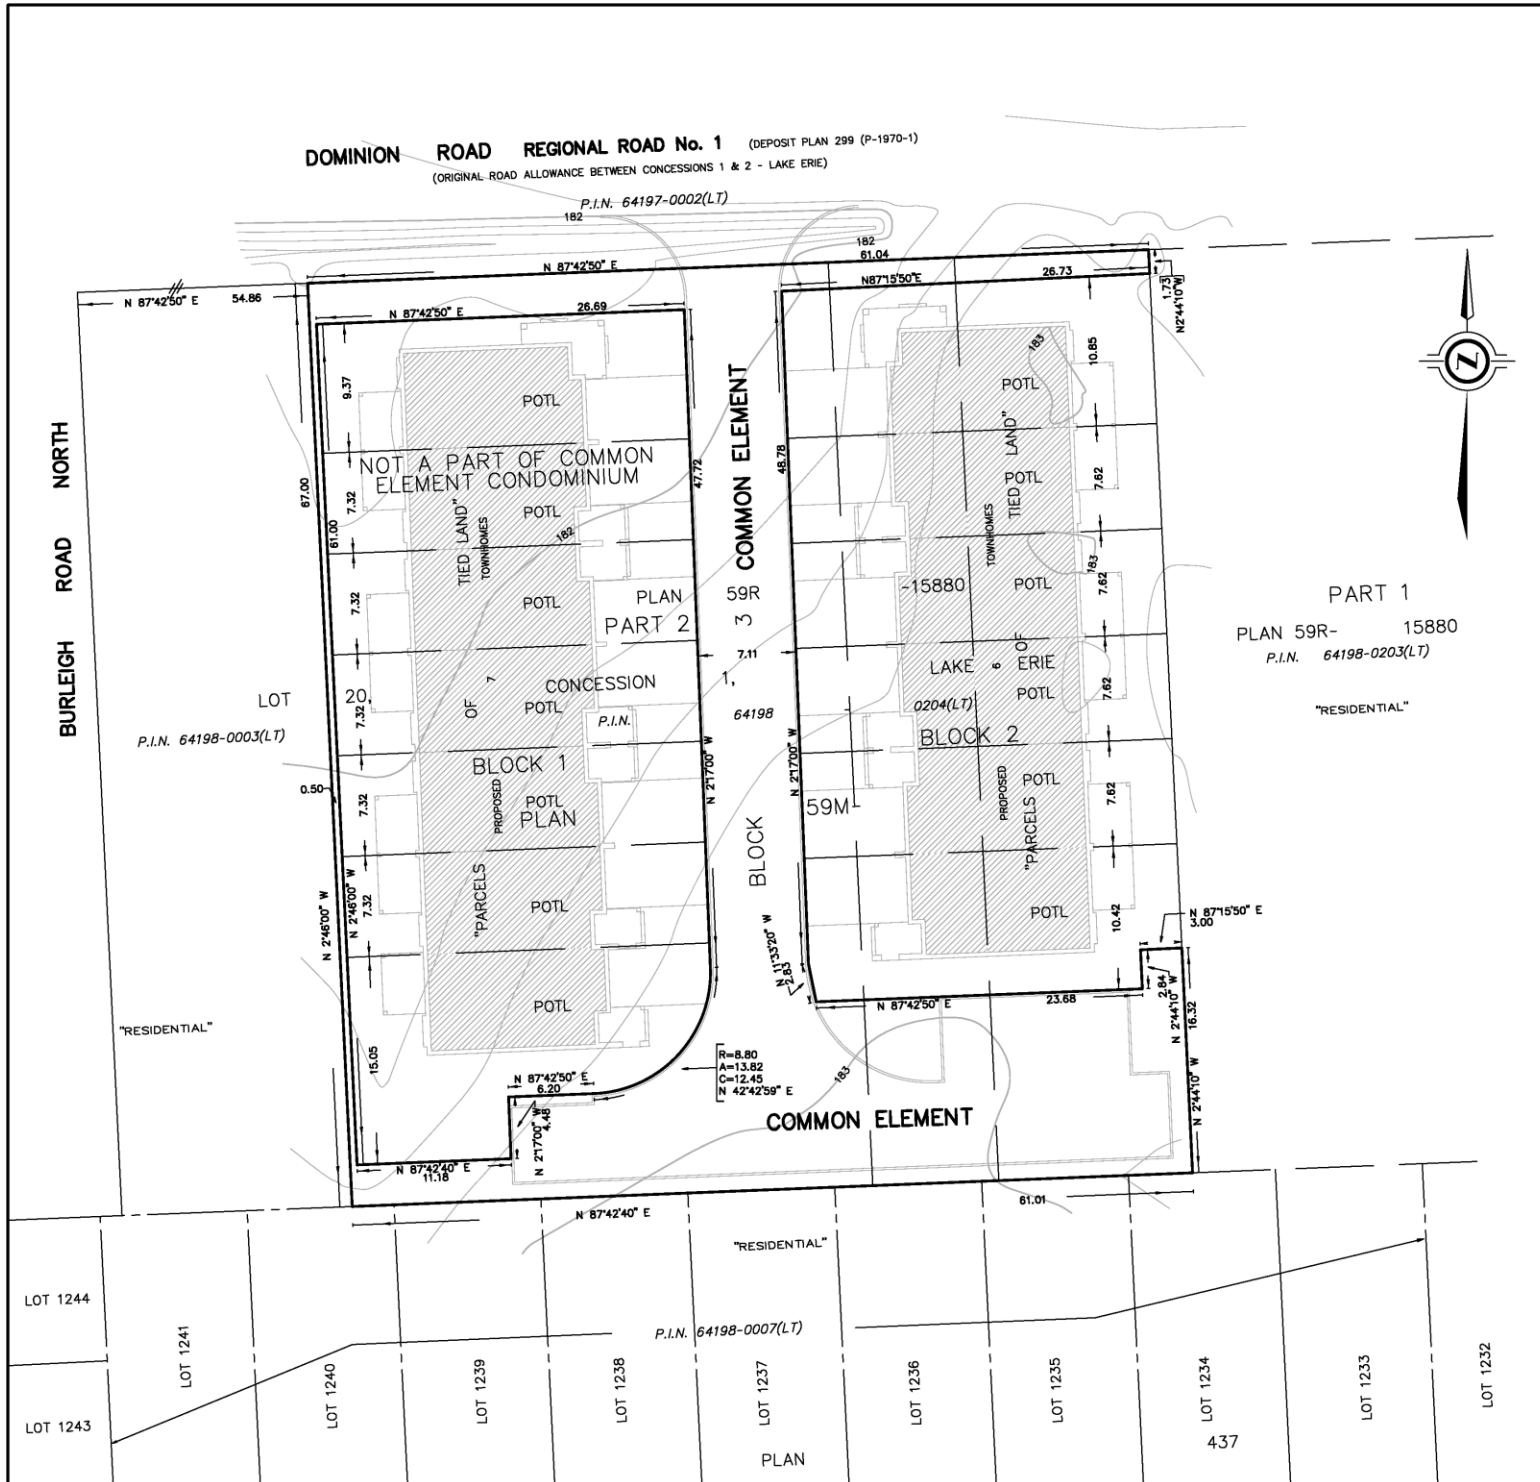 DOMINION ROAD REGIONAL ROAD No. 1 (DEPOSIT PLAN 299 (P-1970-1)
(ORIGINAL ROAD ALLOWANCE BETWEEN CONCESSIONS 1 & 2 - LAKE ERIE)
P.I.N. 64197-0002(LT)
182
182
61.04
N 87°42'50" E
N 87°42'50" E 54.86
N87°15'50"E
26.73
1.73
N2°44'10"W
N 87°42'50" E
26.69
Z
BURLEIGH ROAD NORTH
67.00
61.00
9.37
7.32
7.32
7.32
7.32
7.32
15.05
0.50
N 2°46'00" W
N 2°46'00" W
POTL
NOT A PART OF COMMON
ELEMENT CONDOMINIUM
POTL
182
POTL
POTL
POTL
POTL
POTL
"PARCELS OF TIED LAND"
PROPOSED TOWNHOMES
7
BLOCK 1
PLAN
47.72
N 2°17'00" W
COMMON ELEMENT
48.78
N 2°17'00" W
PLAN 59R -15880
PART 2 3
7.11
LOT 20, CONCESSION 1, LAKE ERIE
P.I.N. 64198-0003(LT)
P.I.N. 64198 0204(LT)
BLOCK
59M-
BLOCK 2
6
POTL
POTL
POTL
POTL
POTL
POTL
"PARCELS OF TIED LAND"
PROPOSED TOWNHOMES
183
183
10.85
7.62
7.62
7.62
7.62
10.42
PART 1
PLAN 59R- 15880
P.I.N. 64198-0203(LT)
"RESIDENTIAL"
N 87°15'50" E
3.00
2.84
N 2°44'10" W
16.32
N 2°44'10" W
N 11°33'20" W
2.83
N 87°42'50" E 23.68
183
"RESIDENTIAL"
R=8.80
A=13.82
C=12.45
N 42°42'59" E
N 87°42'50" E
6.20
4.48
N 2°17'00" W
N 87°42'40" E
11.18
COMMON ELEMENT
N 87°42'40" E
61.01
"RESIDENTIAL"
P.I.N. 64198-0007(LT)
LOT 1244
LOT 1243
LOT 1241
LOT 1240
LOT 1239
LOT 1238
LOT 1237
LOT 1236
LOT 1235
LOT 1234
LOT 1233
LOT 1232
PLAN 437